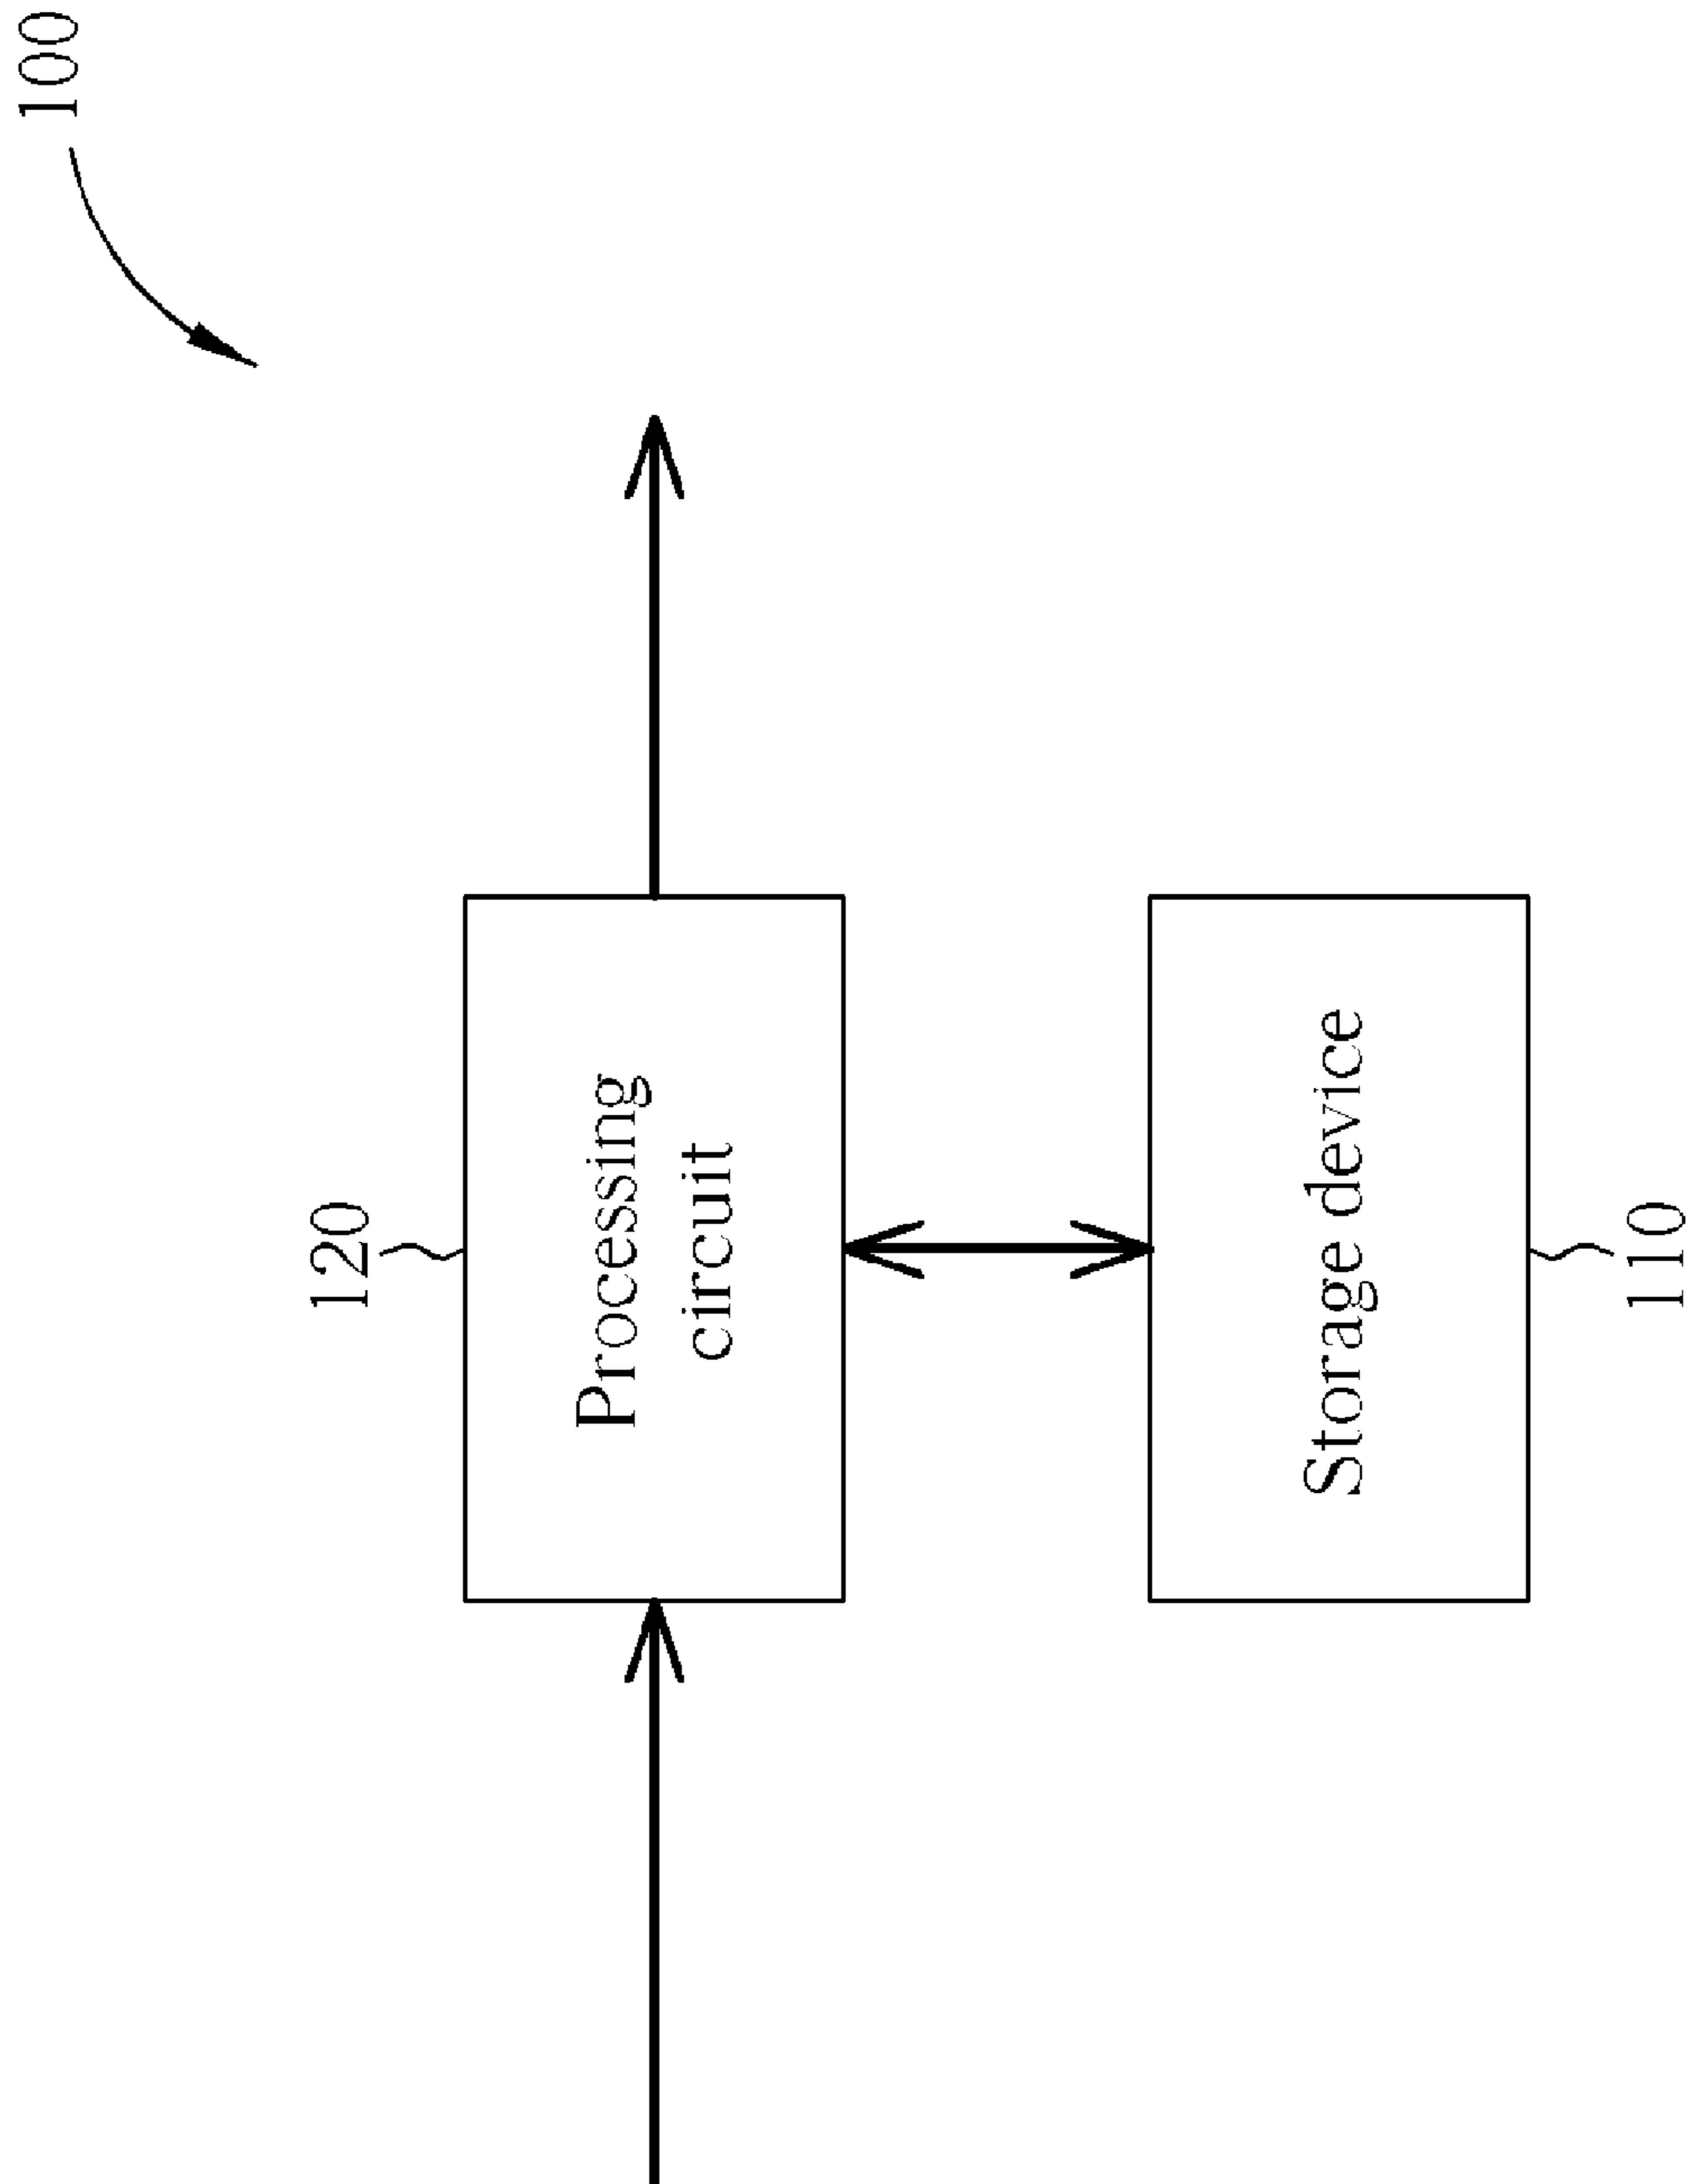 100
120
Processing
circuit
Storage device
110